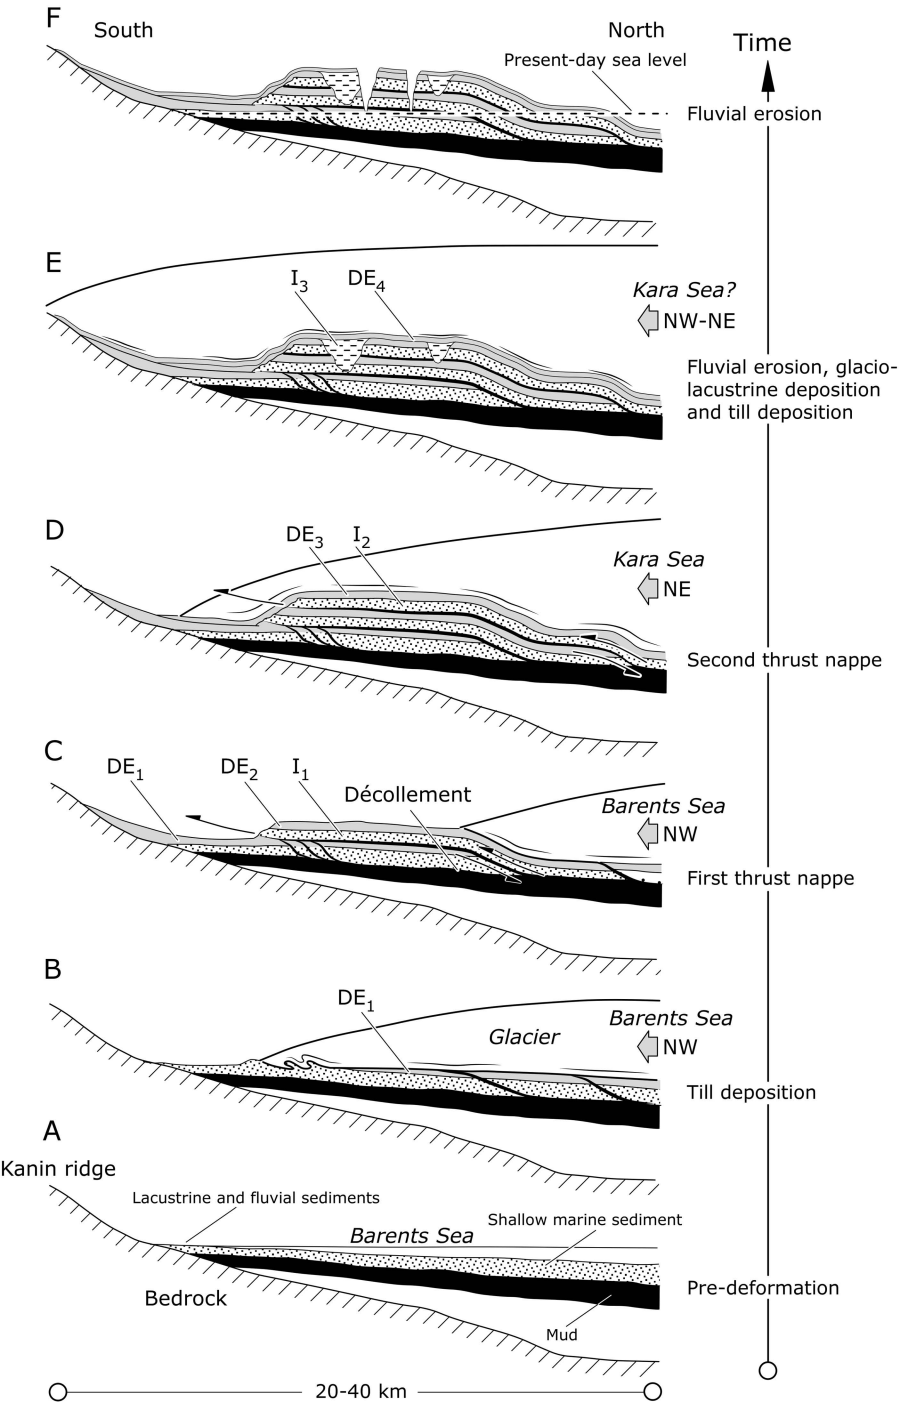 F
South
North
Time
Present-day sea level
Fluvial erosion
E
I3
DE4
Kara Sea?
NW-NE
Fluvial erosion, glacio-
lacustrine deposition
and till deposition
D
DE3
I2
Kara Sea
NE
Second thrust nappe
C
DE1
DE2
I1
Décollement
Barents Sea
NW
First thrust nappe
B
DE1
Glacier
Barents Sea
NW
Till deposition
A
Kanin ridge
Lacustrine and fluvial sediments
Barents Sea
Shallow marine sediment
Pre-deformation
Bedrock
Mud
20-40 km